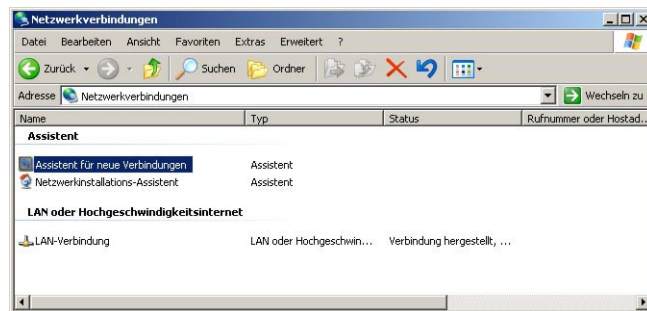 Netzwerkverbindungen
Datei Bearbeiten Ansicht Favoriten Extras Erweitert ?
Zurück Suchen Ordner
Adresse Netzwerkverbindungen Wechseln zu
Name Typ Status Rufnummer oder Hostad...
Assistent
Assistent für neue Verbindungen Assistent
Netzwerkinstallations-Assistent Assistent
LAN oder Hochgeschwindigkeitsinternet
LAN-Verbindung LAN oder Hochgeschwin... Verbindung hergestellt, ...